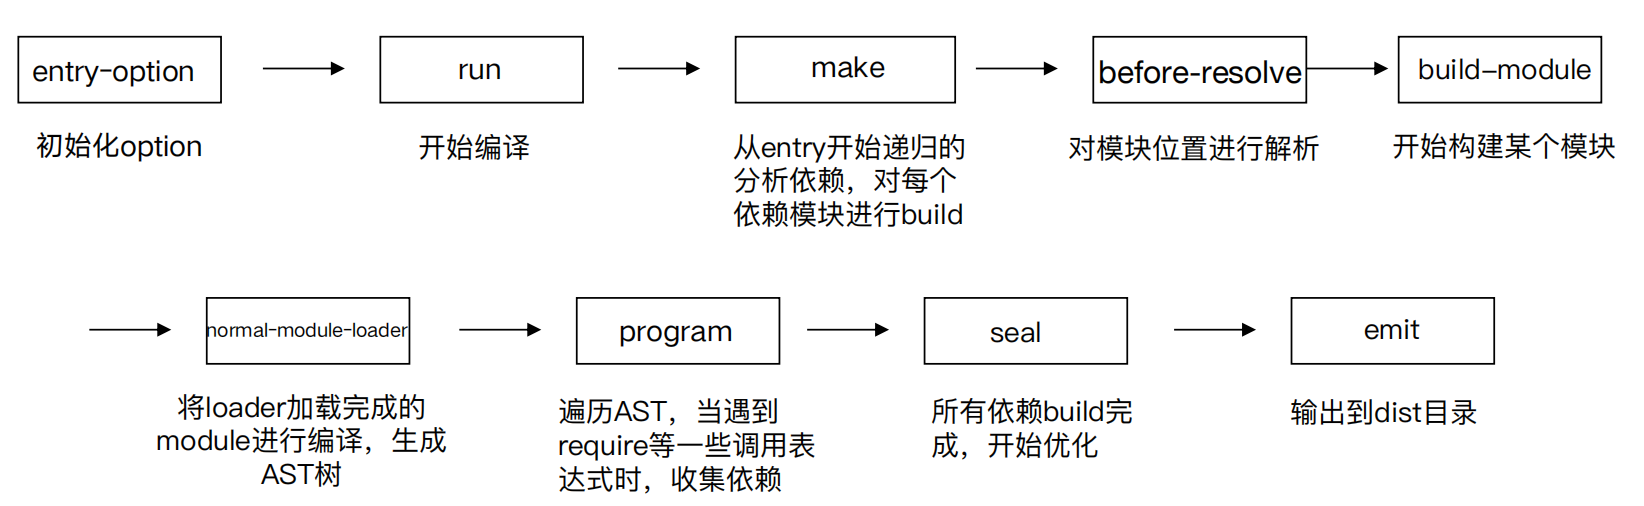 entry-option
run
make
before-resolve
build-module
初始化option
开始编译
从entry开始递归的
分析依赖，对每个
依赖模块进行build
对模块位置进行解析
开始构建某个模块
normal-module-loader
program
seal
emit
将loader加载完成的
module进行编译，生成
AST树
遍历AST，当遇到
require等一些调用表
达式时，收集依赖
所有依赖build完
成，开始优化
输出到dist目录